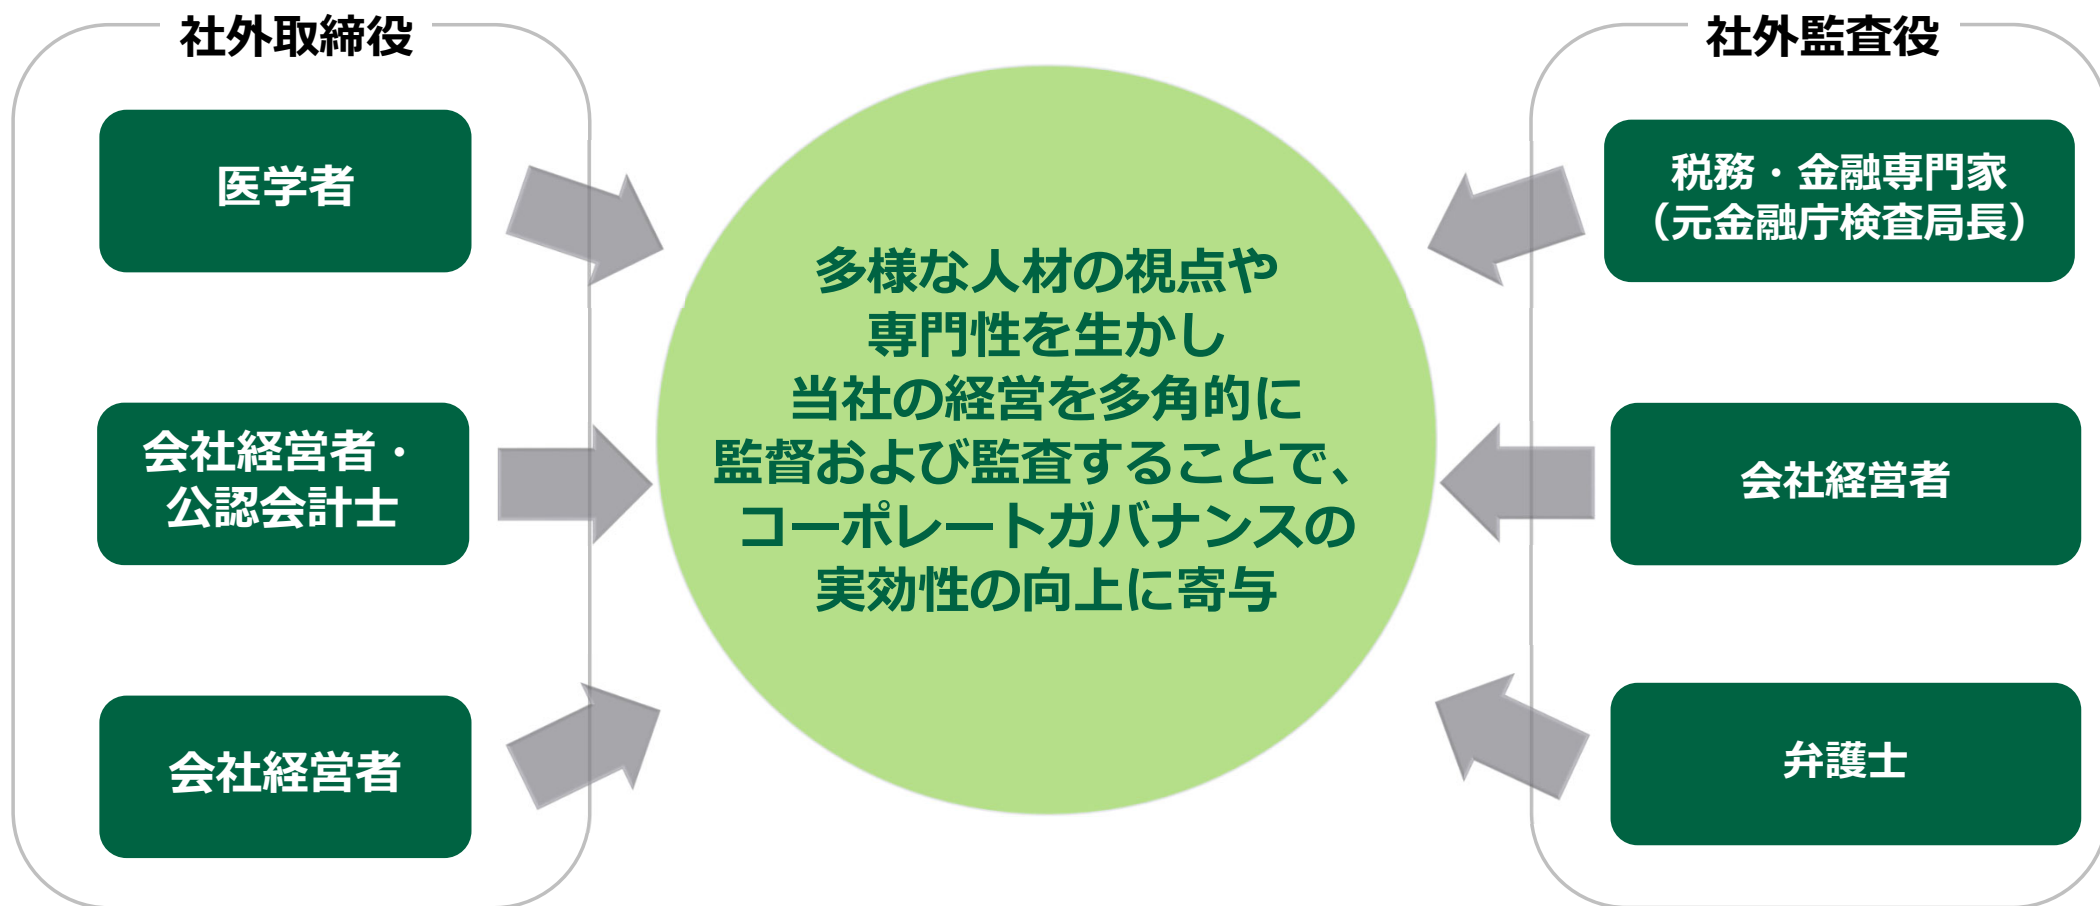 社外取締役
医学者
会社経営者・
公認会計士
会社経営者
多様な人材の視点や
専門性を生かし
当社の経営を多角的に
監督および監査することで、
コーポレートガバナンスの
実効性の向上に寄与
社外監査役
税務・金融専門家
（元金融庁検査局長）
会社経営者
弁護士